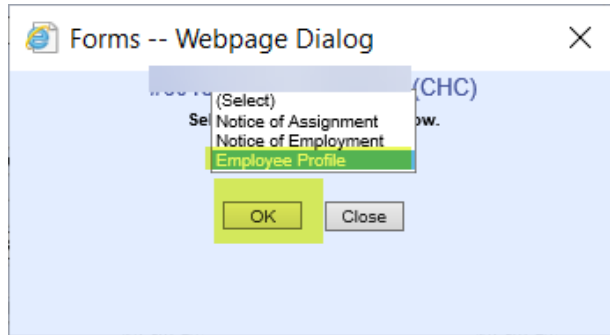 Forms -- Webpage Dialog
(CHC)
(Select)
Notice of Assignment
Notice of Employment
Employee Profile
OK Close